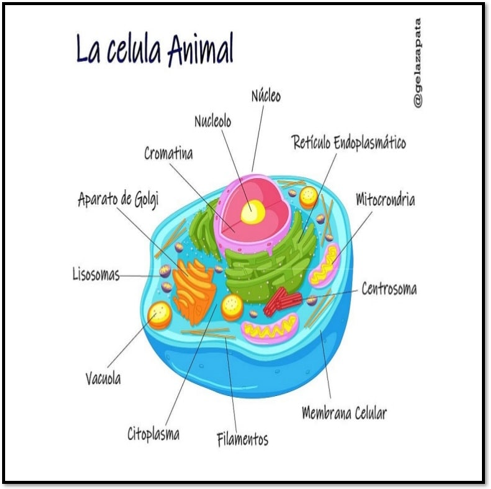 La celula Animal
@gelazapata
Núcleo
Nucleolo
Retículo Endoplasmático
Cromatina
Aparato de Golgi
Mitocrondria
Lisosomas
Centrosoma
Vacuola
Membrana Celular
Citoplasma
Filamentos